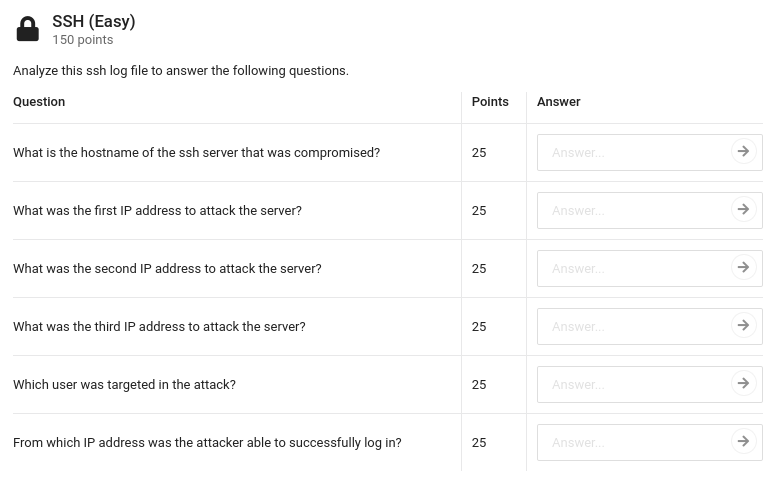 SSH (Easy)
150 points
Analyze this ssh log file to answer the following questions.
Question Points Answer
What is the hostname of the ssh server that was compromised? 25 Answer...
What was the first IP address to attack the server? 25 Answer...
What was the second IP address to attack the server? 25 Answer...
What was the third IP address to attack the server? 25 Answer...
Which user was targeted in the attack? 25 Answer...
From which IP address was the attacker able to successfully log in? 25 Answer...